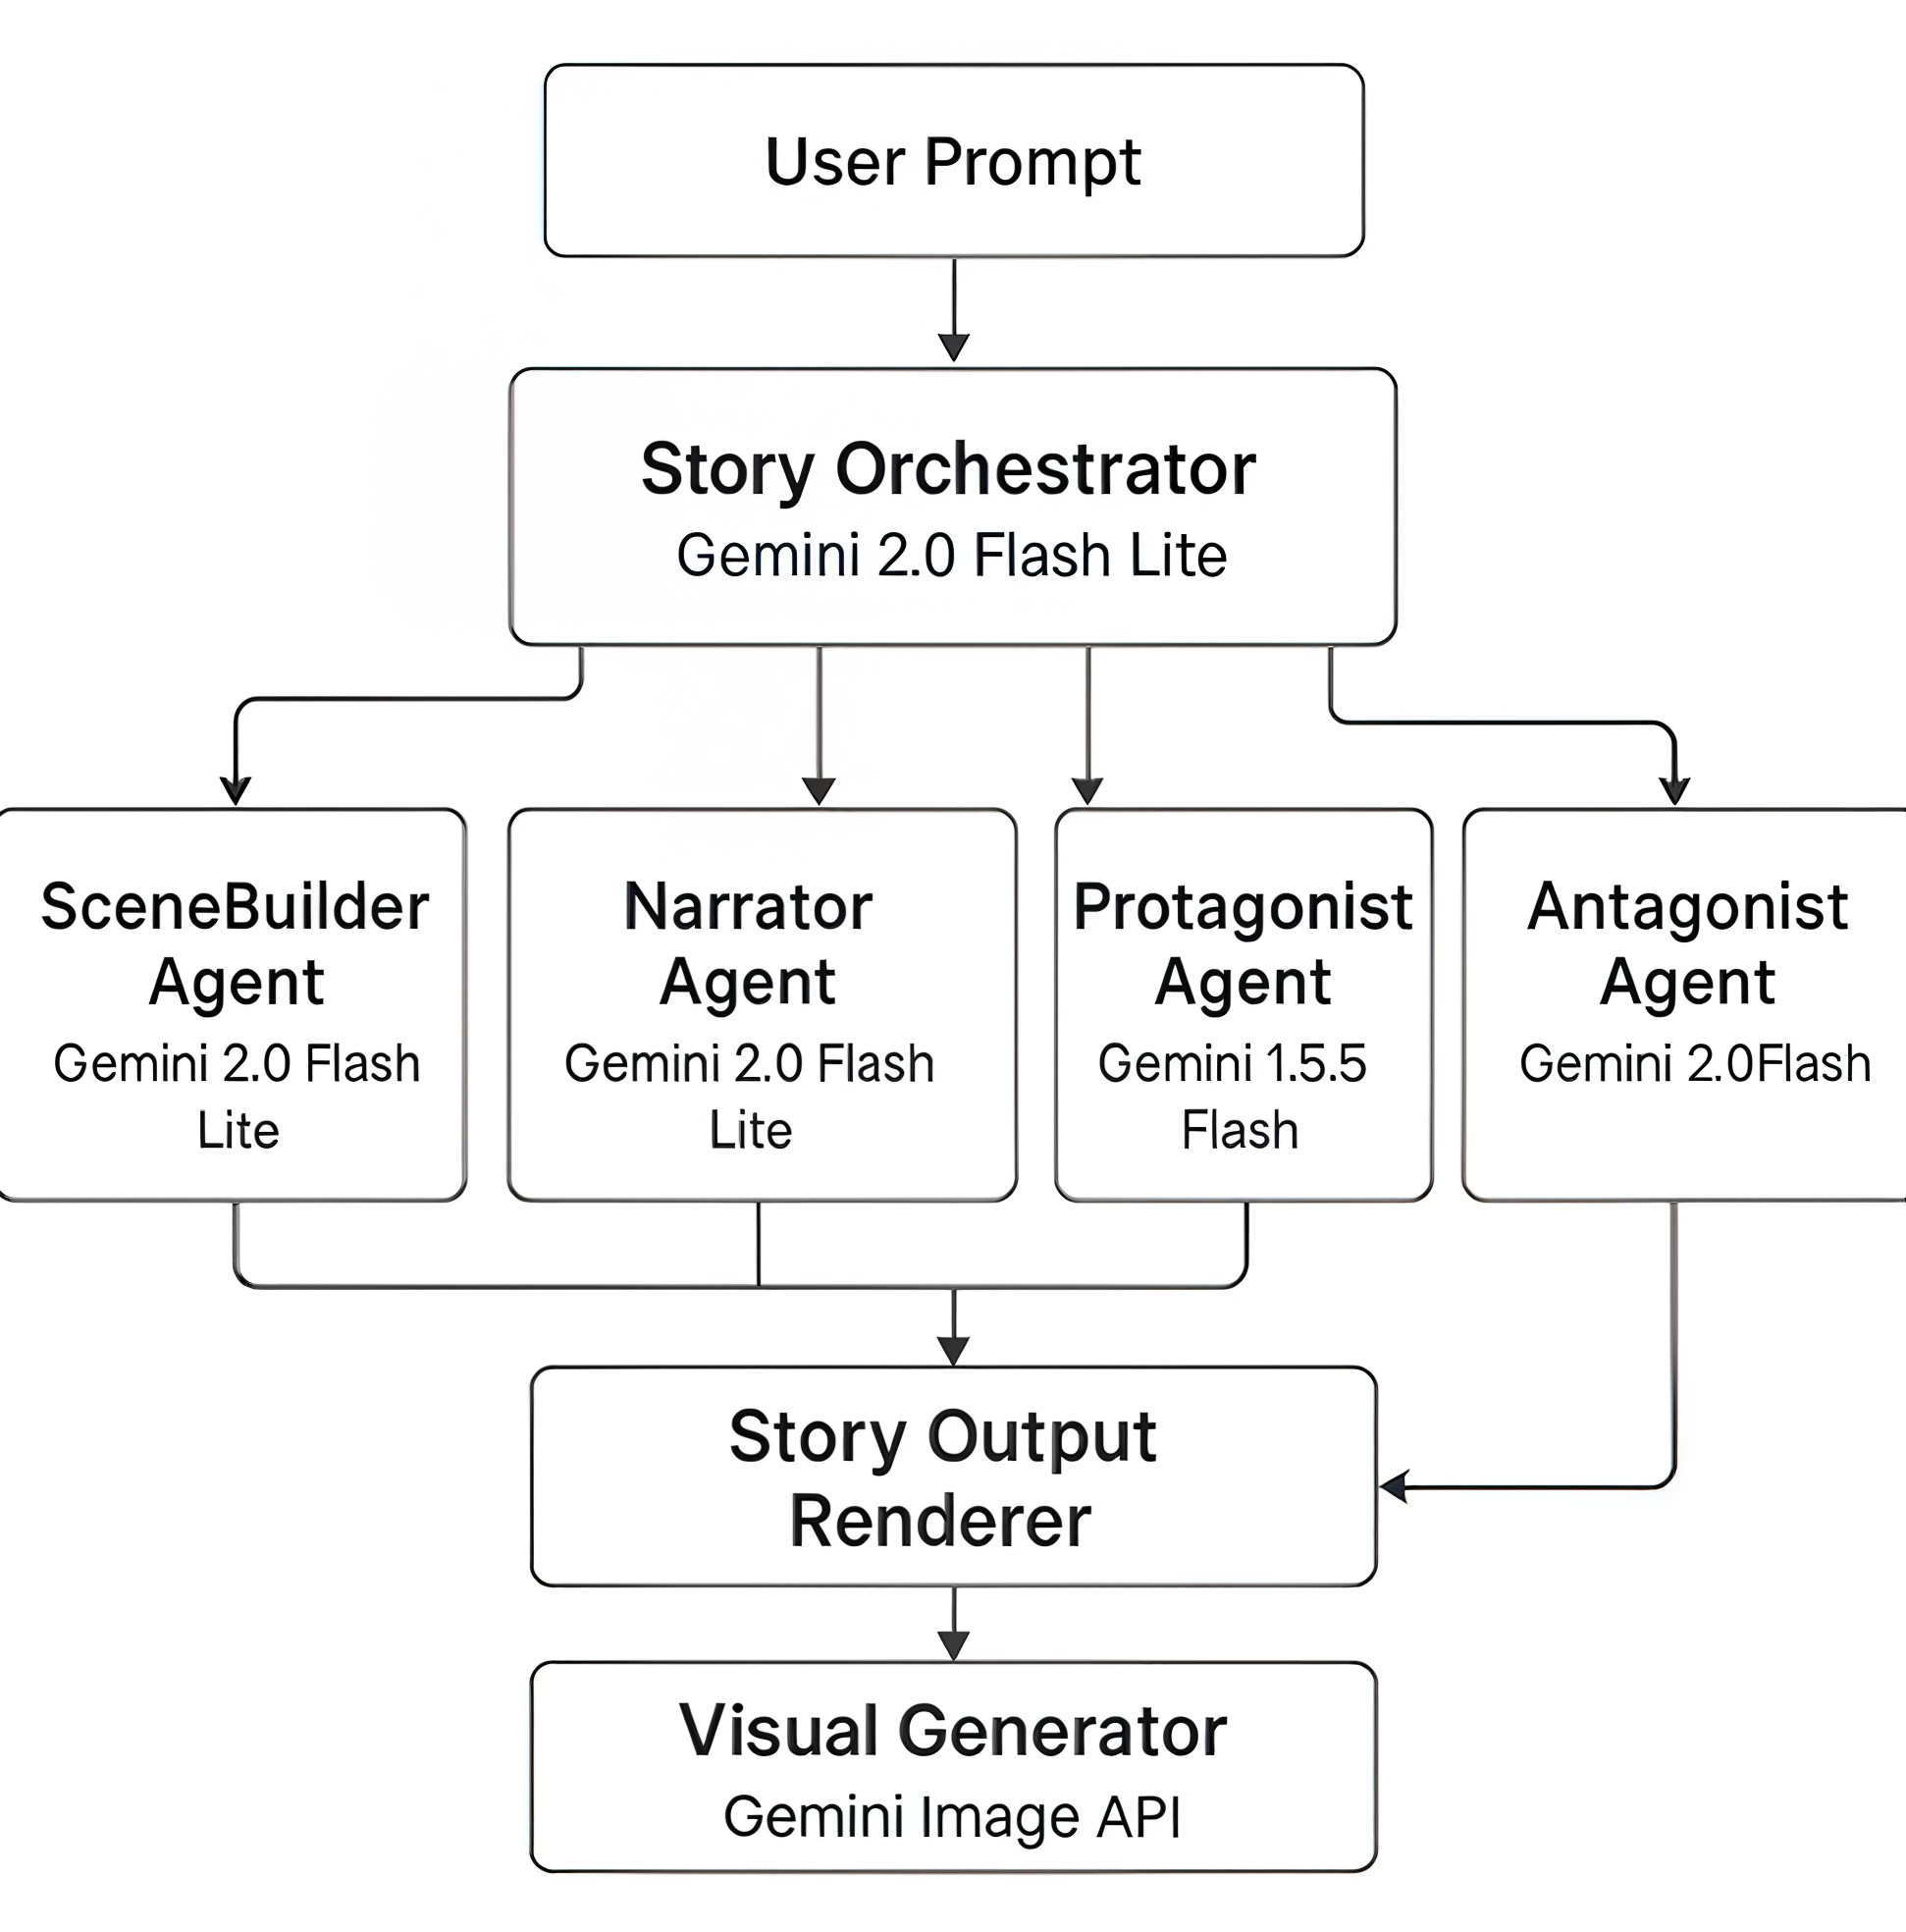 User Prompt
Story Orchestrator
Gemini 2.0 Flash Lite
SceneBuilder
Agent
Gemini 2.0 Flash
Lite
Narrator
Agent
Gemini 2.0 Flash
Lite
Protagonist
Agent
Gemini 1.5.5
Flash
Antagonist
Agent
Gemini 2.0Flash
Story Output
Renderer
Visual Generator
Gemini Image API